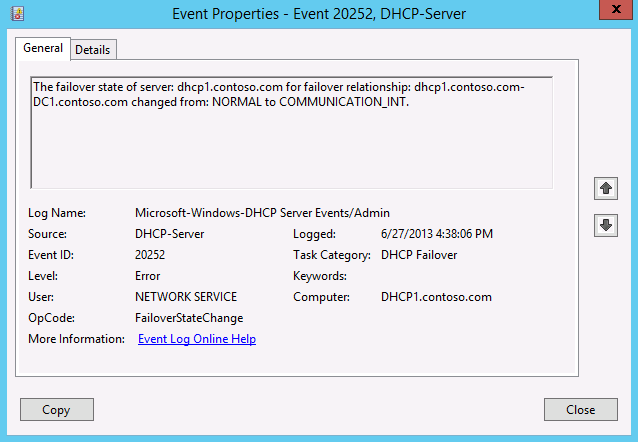 Event Properties - Event 20252, DHCP-Server
X
General Details
The failover state of server: dhcp1.contoso.com for failover relationship: dhcp1.contoso.com-
DC1.contoso.com changed from: NORMAL to COMMUNICATION_INT.
Log Name: Microsoft-Windows-DHCP Server Events/Admin
Source: DHCP-Server Logged: 6/27/2013 4:38:06 PM
Event ID: 20252 Task Category: DHCP Failover
Level: Error Keywords:
User: NETWORK SERVICE Computer: DHCP1.contoso.com
OpCode: FailoverStateChange
More Information: Event Log Online Help
Copy Close